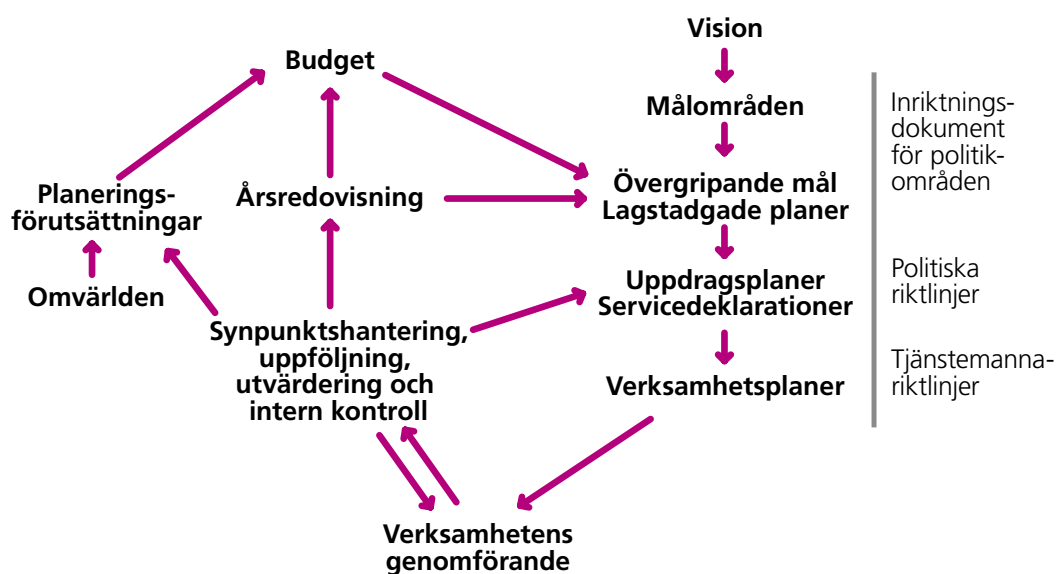 Vision
Budget
Målområden
Inriktnings-
dokument
för politik-
områden
Planerings-
förutsättningar
Årsredovisning
Övergripande mål
Lagstadgade planer
Omvärlden
Uppdragsplaner
Servicedeklarationer
Politiska
riktlinjer
Synpunktshantering,
uppföljning,
utvärdering och
intern kontroll
Verksamhetsplaner
Tjänstemanna-
riktlinjer
Verksamhetens
genomförande